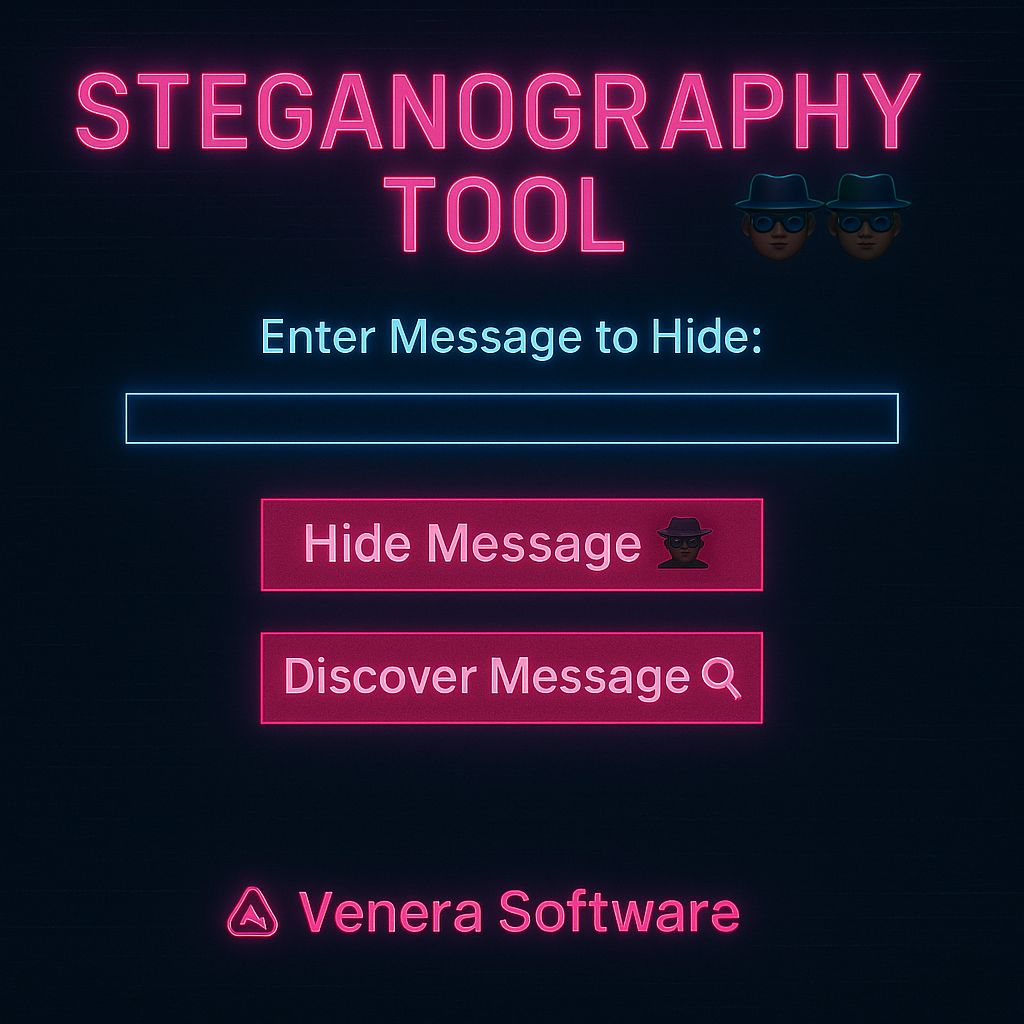 STEGANOGRAPHY
TOOL
Enter Message to Hide:
Hide Message
Discover Message
Venera Software